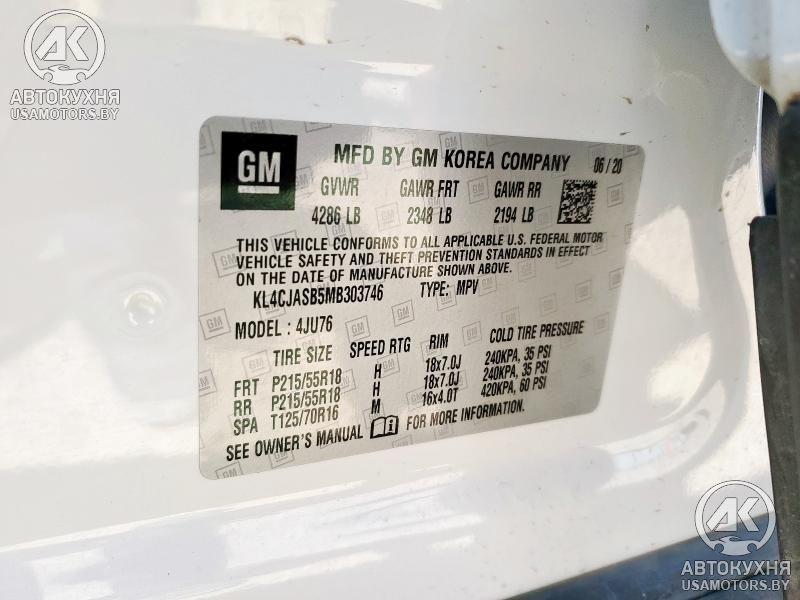 AK
АВТОКУХНЯ
USAMOTORS.BY
GM MFD BY GM KOREA COMPANY 06/20
GVWR GAWR FRT GAWR RR
4286 LB 2348 LB 2194 LB
THIS VEHICLE CONFORMS TO ALL APPLICABLE U.S. FEDERAL MOTOR
VEHICLE SAFETY AND THEFT PREVENTION STANDARDS IN EFFECT
ON THE DATE OF MANUFACTURE SHOWN ABOVE.
KL4CJASB5MB303746 TYPE: MPV
MODEL : 4JU76
TIRE SIZE SPEED RTG RIM COLD TIRE PRESSURE
FRT P215/55R18 H 18x7.0J 240KPA, 35 PSI
RR P215/55R18 H 18x7.0J 240KPA, 35 PSI
SPA T125/70R16 M 16x4.0T 420KPA, 60 PSI
SEE OWNER'S MANUAL FOR MORE INFORMATION.
AK
АВТОКУХНЯ
USAMOTORS.BY